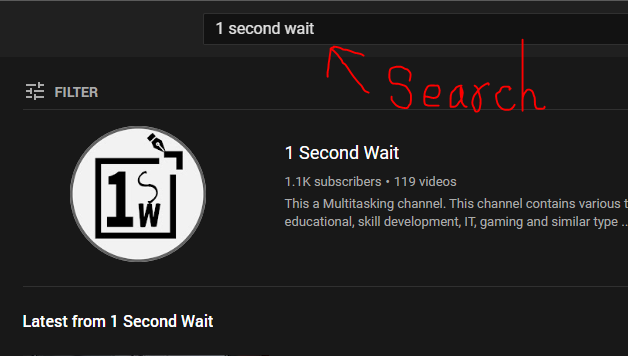 1 second wait
Search
FILTER
1 S W
1 Second Wait
1.1K subscribers • 119 videos
This a Multitasking channel. This channel contains various t
educational, skill development, IT, gaming and similar type ...
Latest from 1 Second Wait